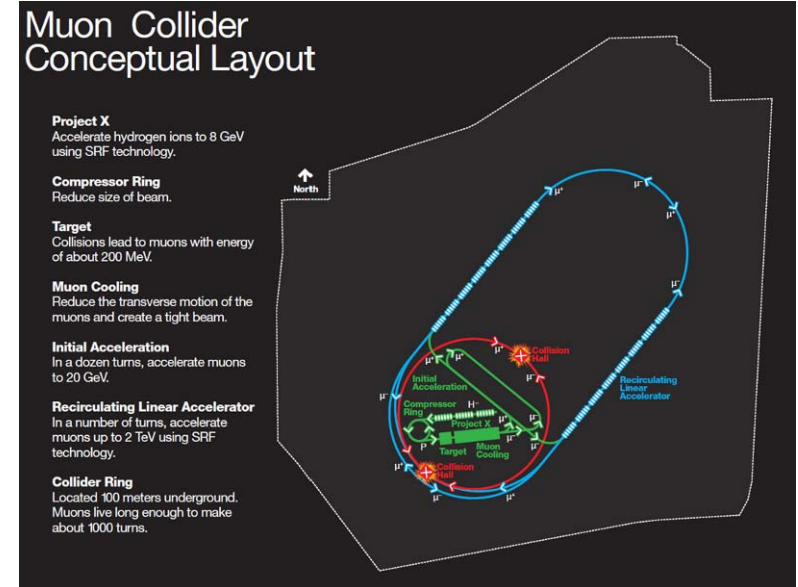 Muon Collider
Conceptual Layout
Project X
Accelerate hydrogen ions to 8 GeV
using SRF technology.
Compressor Ring
Reduce size of beam.
Target
Collisions lead to muons with energy
of about 200 MeV.
Muon Cooling
Reduce the transverse motion of the
muons and create a tight beam.
Initial Acceleration
In a dozen turns, accelerate muons
to 20 GeV.
Recirculating Linear Accelerator
In a number of turns, accelerate
muons up to 2 TeV using SRF
technology.
Collider Ring
Located 100 meters underground.
Muons live long enough to make
about 1000 turns.
North
μ⁺
μ⁻
μ⁺
μ⁻
μ⁺
μ⁺
μ⁺
Collision
Hall
μ⁻
Initial
Acceleration
Recirculating
Linear
Accelerator
μ⁻
Compressor
Ring
H⁻
Project X
μ⁺
μ⁻
μ⁻
P
Target
Muon
Cooling
μ⁺
Collision
Hall
μ⁻
μ⁺